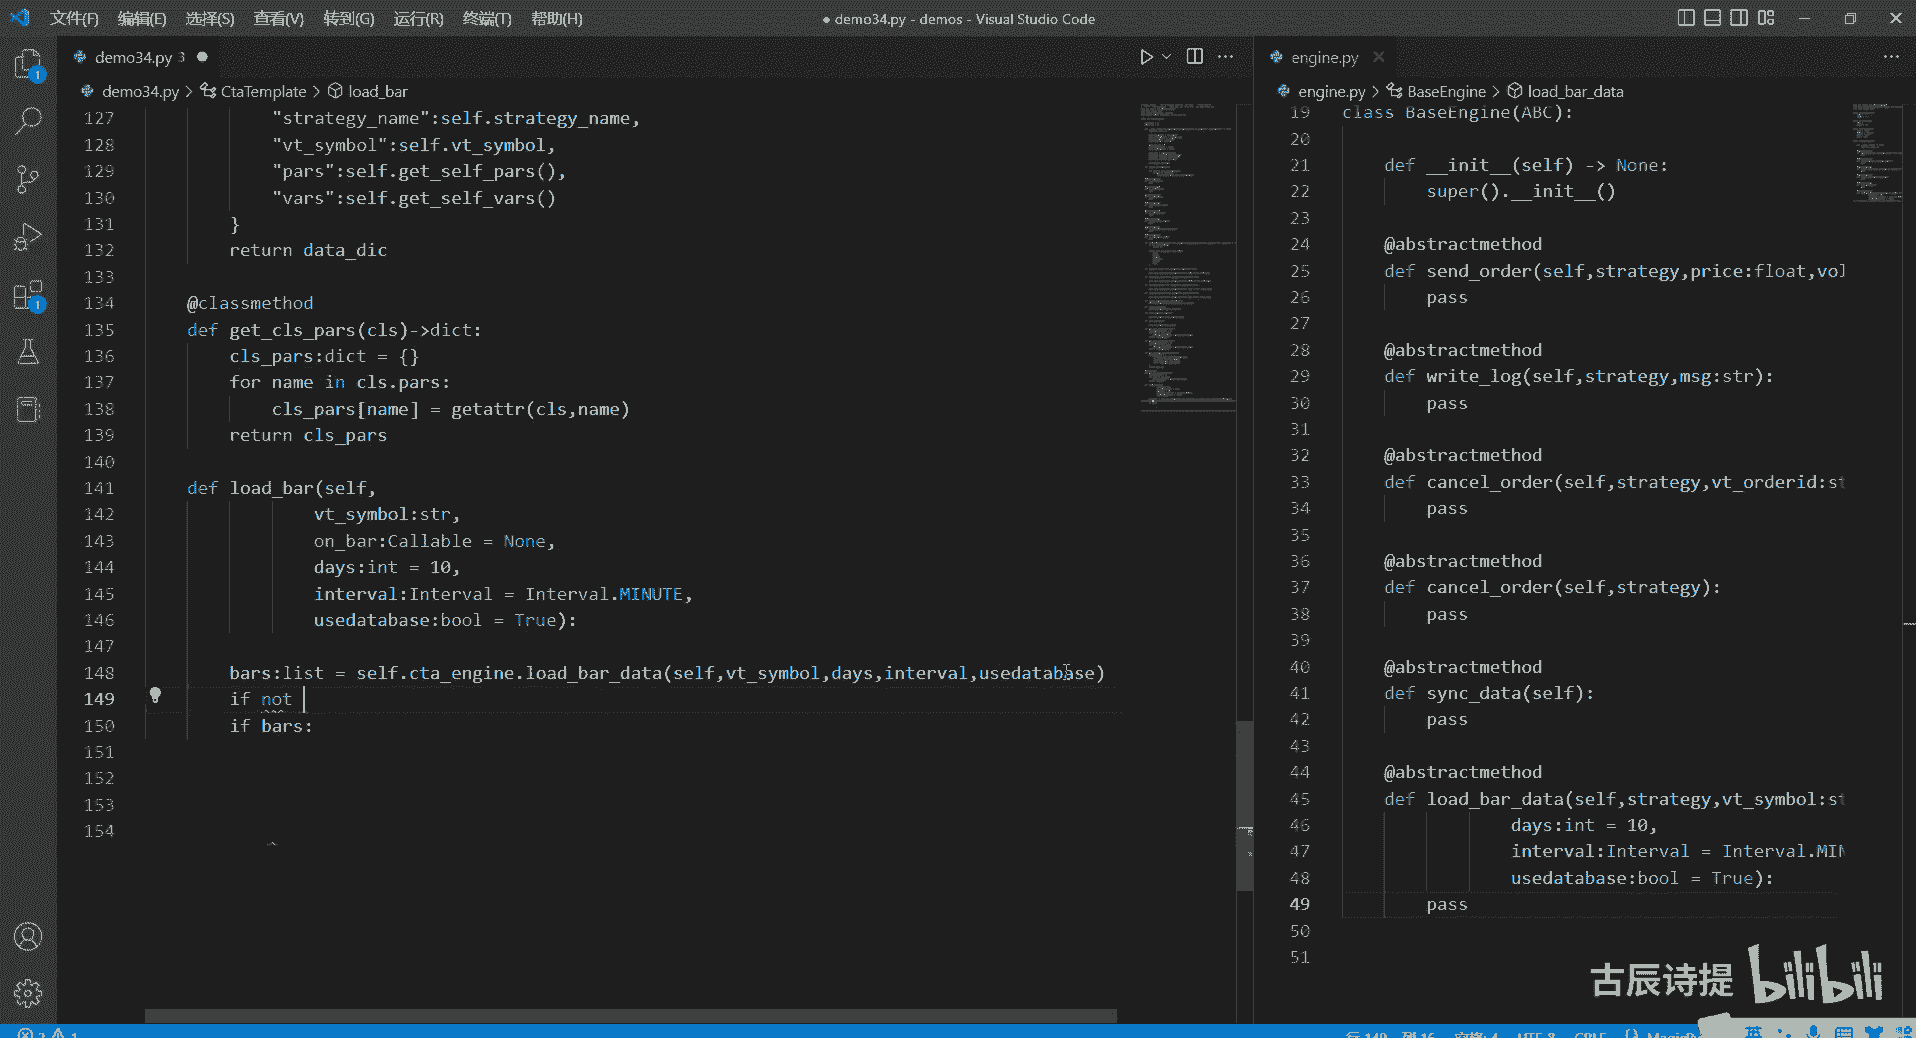 文件(F) 编辑(E) 选择(S) 查看(V) 转到(G) 运行(R) 终端(T) 帮助(H)
● demo34.py - demos - Visual Studio Code
demo34.py 3 ●
demo34.py > CtaTemplate > load_bar
127 "strategy_name":self.strategy_name,
128 "vt_symbol":self.vt_symbol,
129 "pars":self.get_self_pars(),
130 "vars":self.get_self_vars()
131 }
132 return data_dic
133
134 @classmethod
135 def get_cls_pars(cls)->dict:
136 cls_pars:dict = {}
137 for name in cls.pars:
138 cls_pars[name] = getattr(cls,name)
139 return cls_pars
140
141 def load_bar(self,
142 vt_symbol:str,
143 on_bar:Callable = None,
144 days:int = 10,
145 interval:Interval = Interval.MINUTE,
146 usedatabase:bool = True):
147
148 bars:list = self.cta_engine.load_bar_data(self,vt_symbol,days,interval,usedatabase)
149 if not
150 if bars:
151
152
153
154
engine.py
engine.py > BaseEngine > load_bar_data
19 class BaseEngine(ABC):
20
21 def __init__(self) -> None:
22 super().__init__()
23
24 @abstractmethod
25 def send_order(self,strategy,price:float,vol
26 pass
27
28 @abstractmethod
29 def write_log(self,strategy,msg:str):
30 pass
31
32 @abstractmethod
33 def cancel_order(self,strategy,vt_orderid:st
34 pass
35
36 @abstractmethod
37 def cancel_order(self,strategy):
38 pass
39
40 @abstractmethod
41 def sync_data(self):
42 pass
43
44 @abstractmethod
45 def load_bar_data(self,strategy,vt_symbol:st
46 days:int = 10,
47 interval:Interval = Interval.MIN
48 usedatabase:bool = True):
49 pass
50
51
1
1
古辰诗提 bilibili